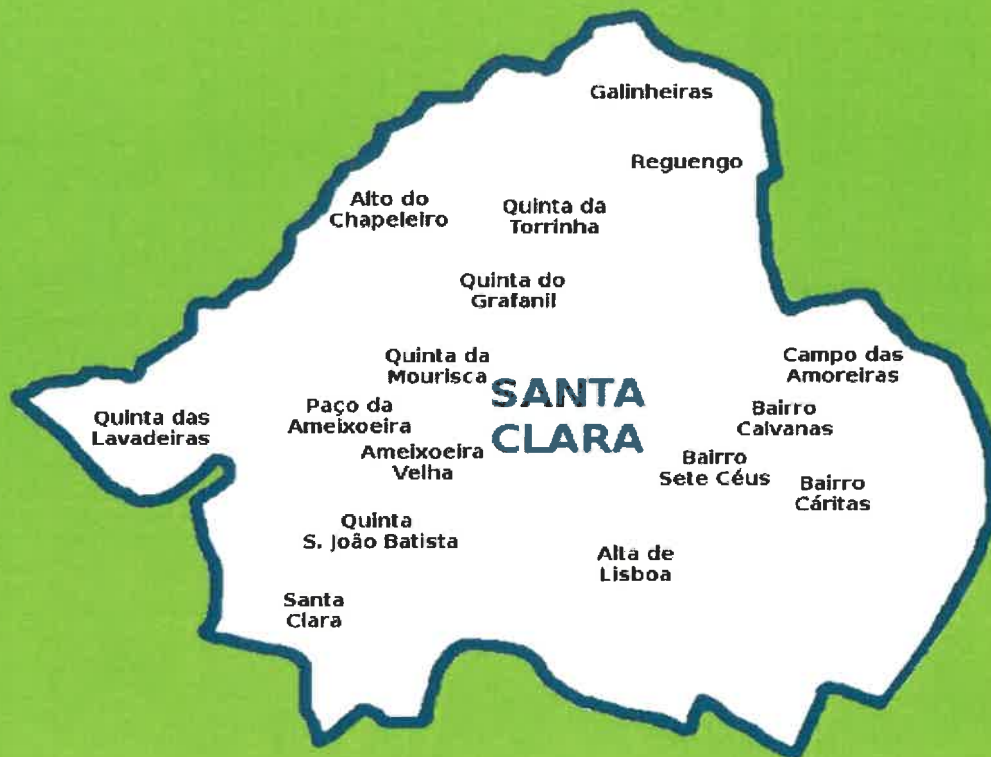 Galinheiras
Reguengo
Alto do
Chapeleiro
Quinta da
Torrinha
Quinta do
Grafanil
Quinta da
Mourisca
SANTA
CLARA
Campo das
Amoreiras
Paço da
Ameixoeira
Bairro
Calvanas
Quinta das
Lavadeiras
Ameixoeira
Velha
Bairro
Sete Céus
Bairro
Cáritas
Quinta
S. João Batista
Alta de
Lisboa
Santa
Clara